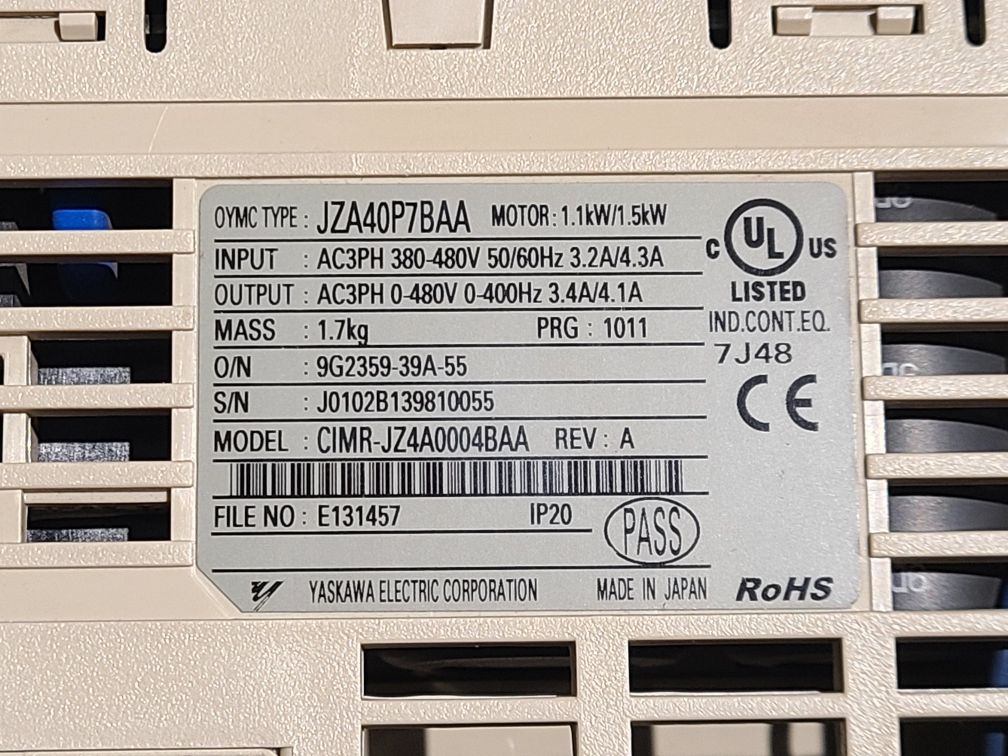 OYMC TYPE : JZA40P7BAA MOTOR : 1.1kW/1.5kW
INPUT : AC3PH 380-480V 50/60Hz 3.2A/4.3A
OUTPUT : AC3PH 0-480V 0-400Hz 3.4A/4.1A
MASS : 1.7kg PRG : 1011
O/N : 9G2359-39A-55
S/N : J0102B139810055
MODEL : CIMR-JZ4A0004BAA REV : A
FILE NO : E131457 IP20
PASS
YASKAWA ELECTRIC CORPORATION MADE IN JAPAN
C UL US
LISTED
IND.CONT.EQ.
7J48
CE
RoHS